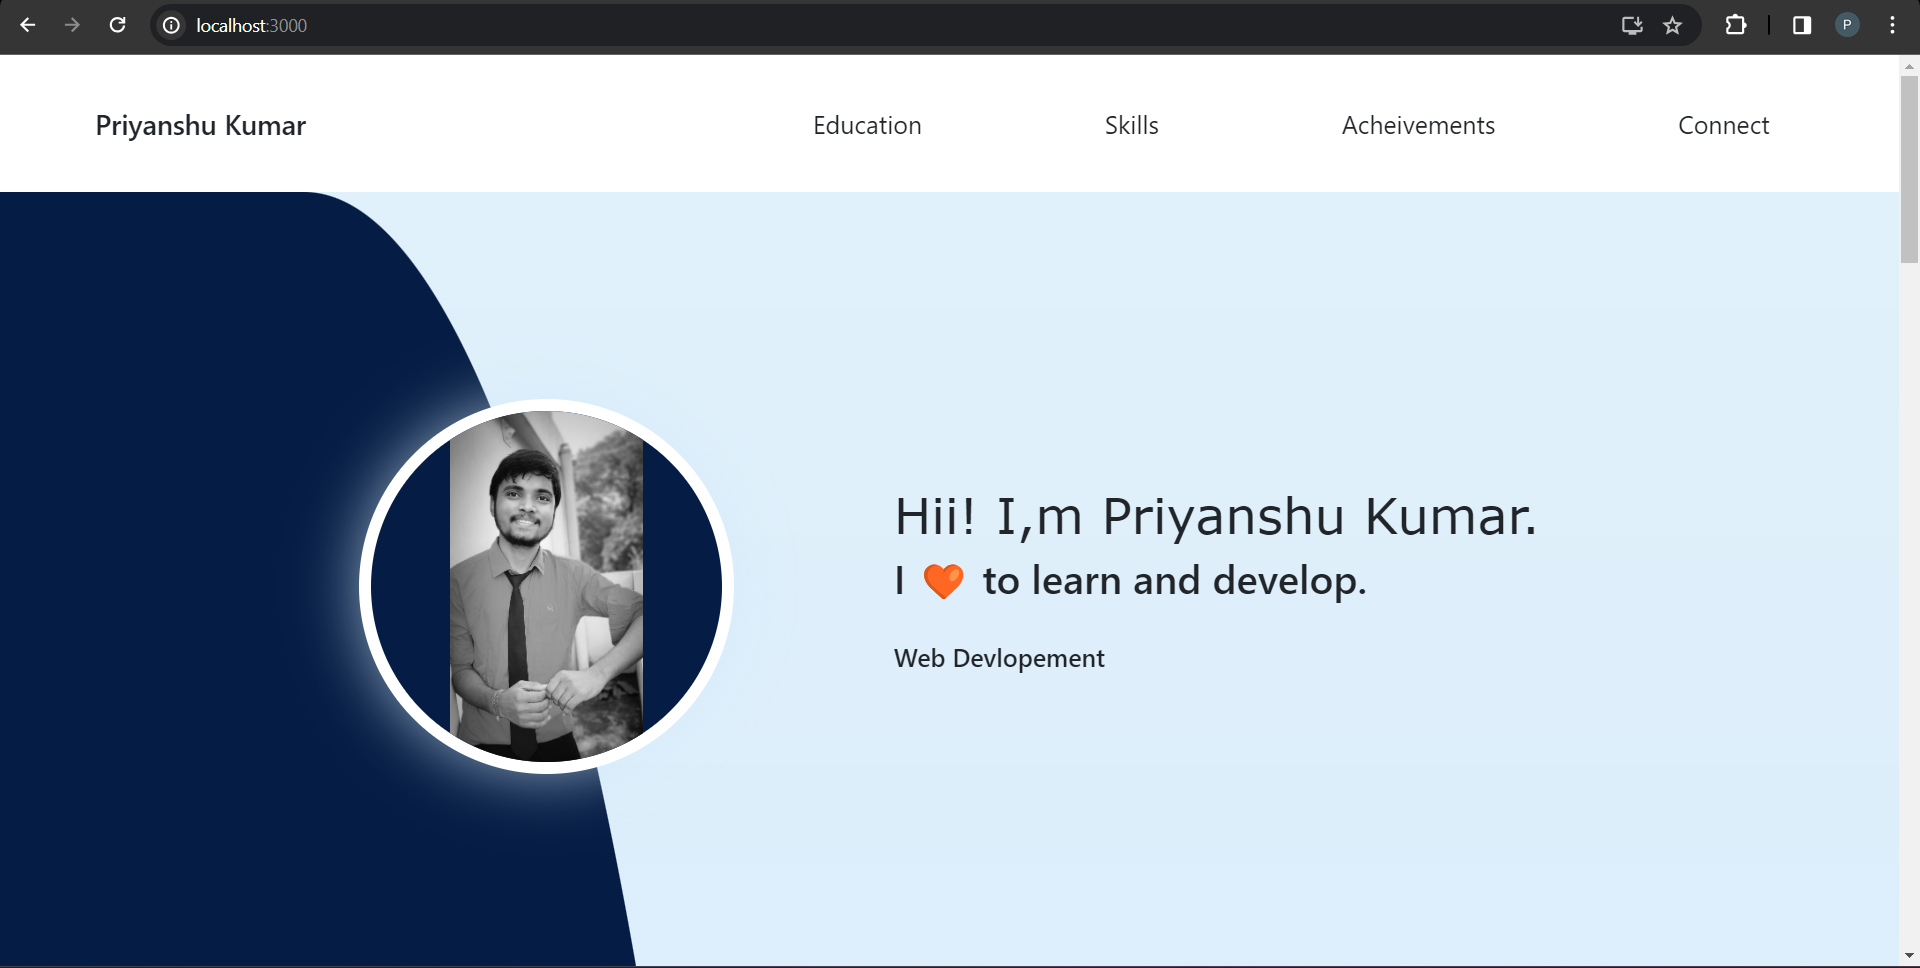 localhost:3000
P
Priyanshu Kumar
Education
Skills
Acheivements
Connect
Hii! I,m Priyanshu Kumar.
I 🧡 to learn and develop.
Web Devlopement